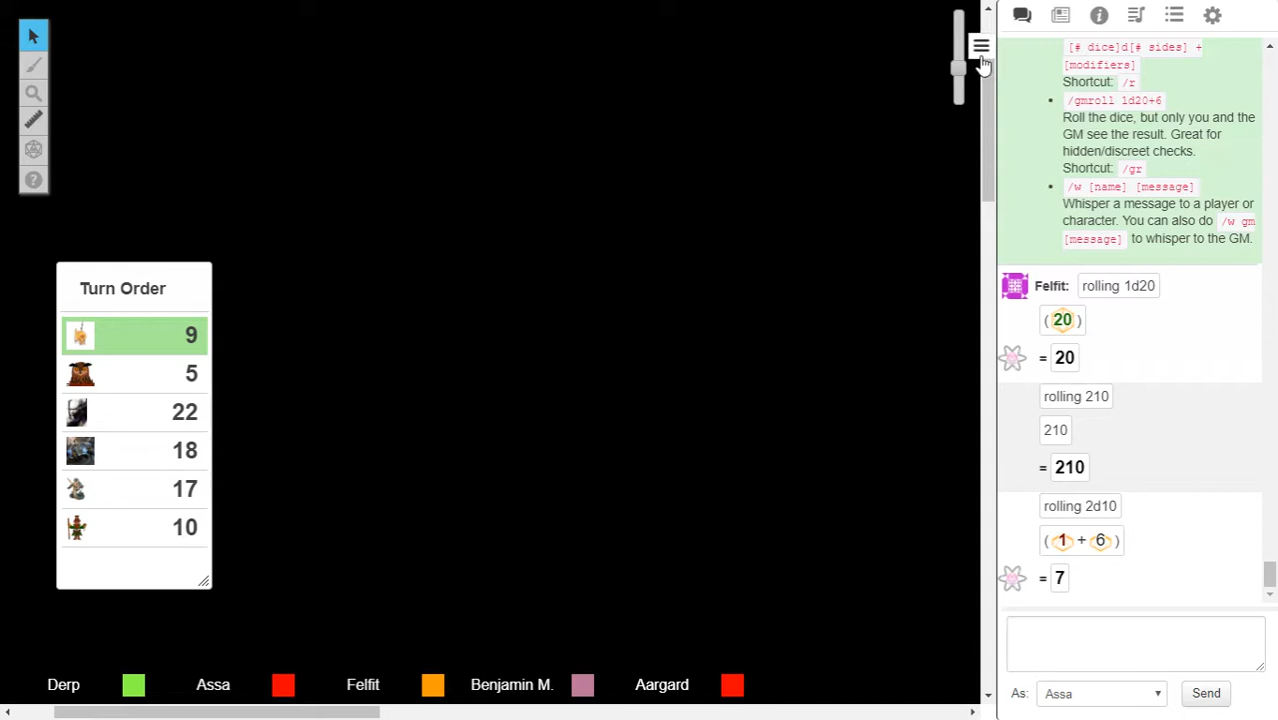 [# dice]d[# sides] +
[modifiers]
Shortcut: /r
• /gmroll 1d20+6
Roll the dice, but only you and the
GM see the result. Great for
hidden/discreet checks.
Shortcut: /gr
• /w [name] [message]
Whisper a message to a player or
character. You can also do /w gm
[message] to whisper to the GM.
Felfit: rolling 1d20
(20)
= 20
rolling 210
210
= 210
rolling 2d10
(1 + 6)
= 7
As: Assa Send
Turn Order
9
5
22
18
17
10
Derp Assa Felfit Benjamin M. Aargard